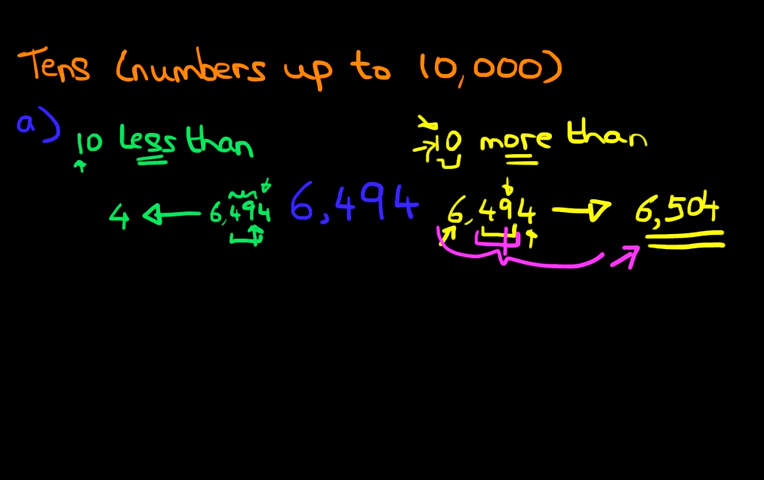 Tens (numbers up to 10,000)
a)
10 less than
10 more than
4 6,494 6,494 6,494 6,504